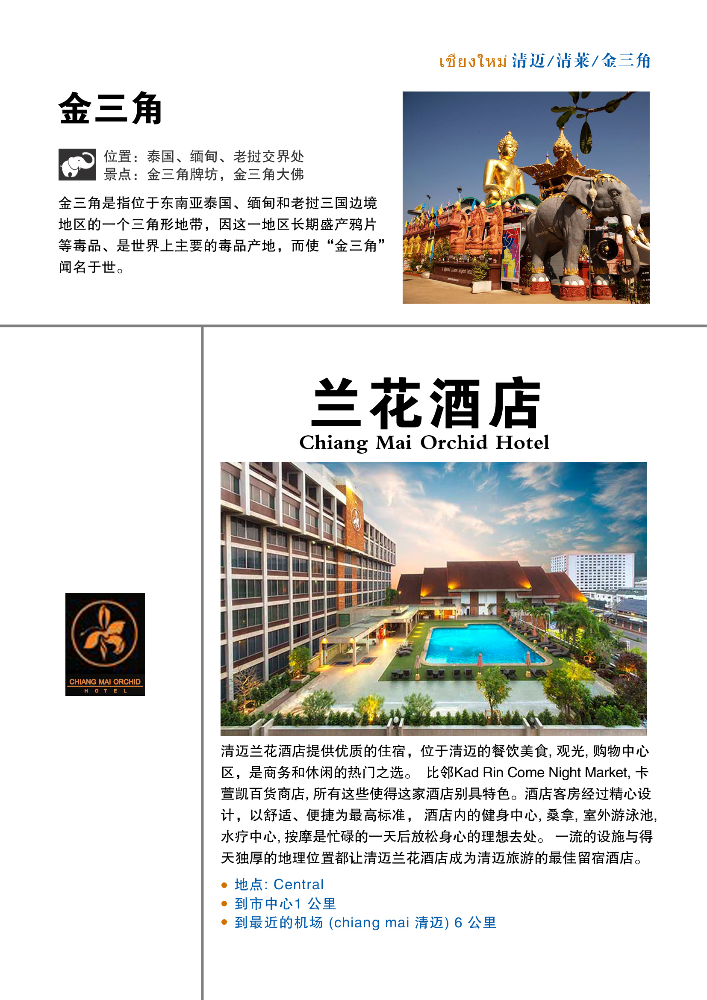 เชียงใหม่ 清迈/清莱/金三角
金三角
位置：泰国、缅甸、老挝交界处
景点：金三角牌坊，金三角大佛
金三角是指位于东南亚泰国、缅甸和老挝三国边境
地区的一个三角形地带，因这一地区长期盛产鸦片
等毒品、是世界上主要的毒品产地，而使“金三角”
闻名于世。
兰花酒店
Chiang Mai Orchid Hotel
CHIANG MAI ORCHID
HOTEL
清迈兰花酒店提供优质的住宿，位于清迈的餐饮美食, 观光, 购物中心
区，是商务和休闲的热门之选。 比邻Kad Rin Come Night Market, 卡
萱凯百货商店, 所有这些使得这家酒店别具特色。酒店客房经过精心设
计，以舒适、便捷为最高标准， 酒店内的健身中心, 桑拿, 室外游泳池,
水疗中心, 按摩是忙碌的一天后放松身心的理想去处。 一流的设施与得
天独厚的地理位置都让清迈兰花酒店成为清迈旅游的最佳留宿酒店。
● 地点: Central
● 到市中心1 公里
● 到最近的机场 (chiang mai 清迈) 6 公里